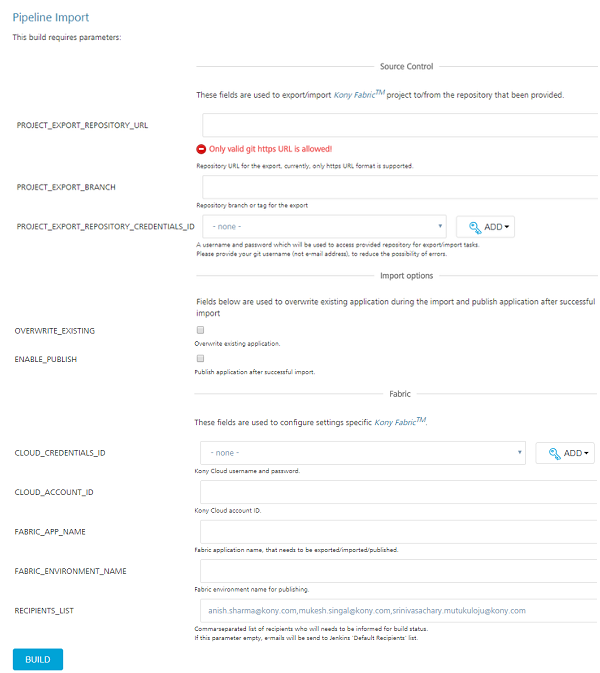 Pipeline Import
This build requires parameters:
Source Control
These fields are used to export/import Kony Fabric™ project to/from the repository that been provided.
PROJECT_EXPORT_REPOSITORY_URL
Only valid git https URL is allowed!
Repository URL for the export, currently, only https URL format is supported.
PROJECT_EXPORT_BRANCH
Repository branch or tag for the export
PROJECT_EXPORT_REPOSITORY_CREDENTIALS_ID
- none -
ADD
A username and password which will be used to access provided repository for export/import tasks.
Please provide your git username (not e-mail address), to reduce the possibility of errors.
Import options
Fields below are used to overwrite existing application during the import and publish application after successful
import
OVERWRITE_EXISTING
Overwrite existing application.
ENABLE_PUBLISH
Publish application after successful import.
Fabric
These fields are used to configure settings specific Kony Fabric™.
CLOUD_CREDENTIALS_ID
- none -
ADD
Kony Cloud username and password.
CLOUD_ACCOUNT_ID
Kony Cloud account ID.
FABRIC_APP_NAME
Fabric application name, that needs to be exported/imported/published.
FABRIC_ENVIRONMENT_NAME
Fabric environment name for publishing.
RECIPIENTS_LIST
anish.sharma@kony.com,mukesh.singal@kony.com,srinivasachary.mutukuloju@kony.com
Commarseparated list of recipients who will needs to be informed for build status.
If this parameter empty, e-mails will be send to Jenkins 'Default Recipients' list.
BUILD